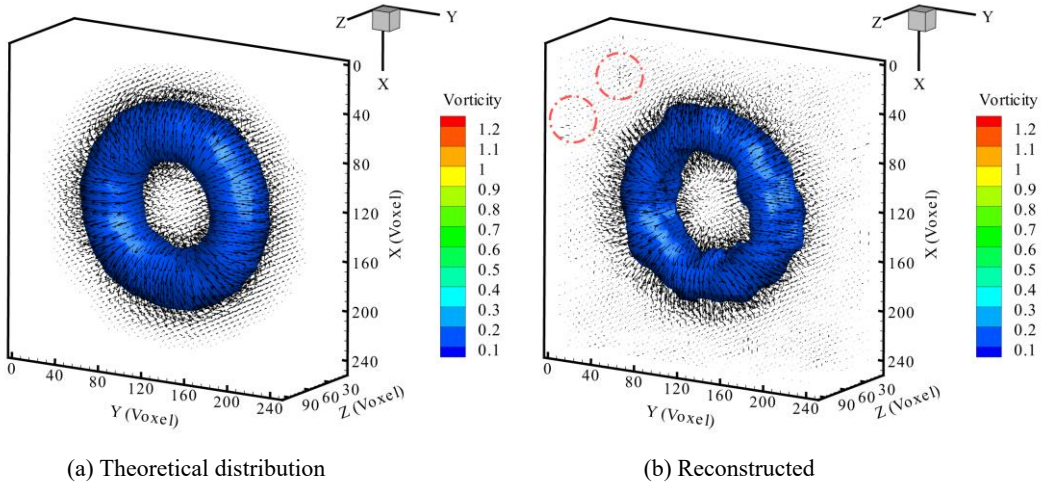 Z
Y
X
0
40
80
120
160
200
240
X (Voxel)
Vorticity
1.2
1.1
1
0.9
0.8
0.7
0.6
0.5
0.4
0.3
0.2
0.1
0 40 80 120 160 200 240
Y (Voxel)
90 60 30
Z (Voxel)
(a) Theoretical distribution
Z
Y
X
0
40
80
120
160
200
240
X (Voxel)
Vorticity
1.2
1.1
1
0.9
0.8
0.7
0.6
0.5
0.4
0.3
0.2
0.1
0 40 80 120 160 200 240
Y (Voxel)
90 60 30
Z (Voxel)
(b) Reconstructed